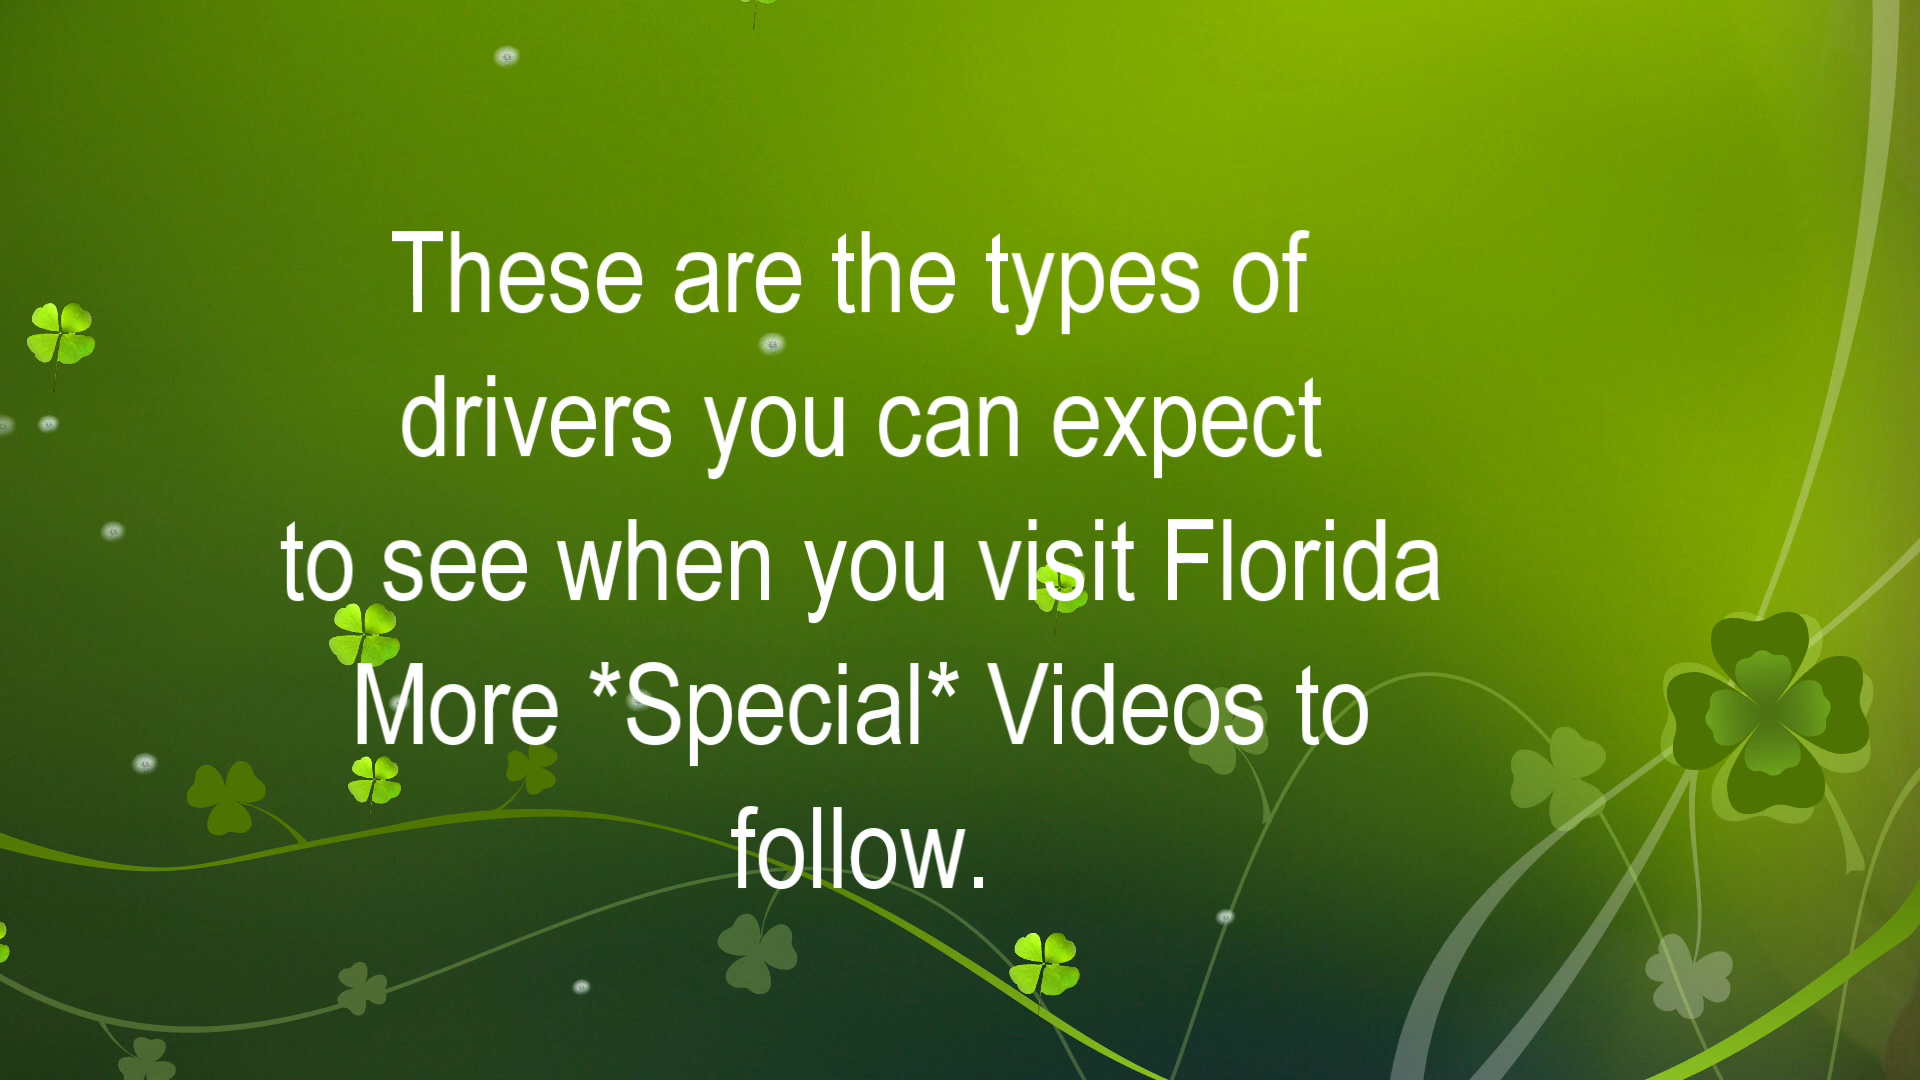 These are the types of
drivers you can expect
to see when you visit Florida
More *Special* Videos to
follow.